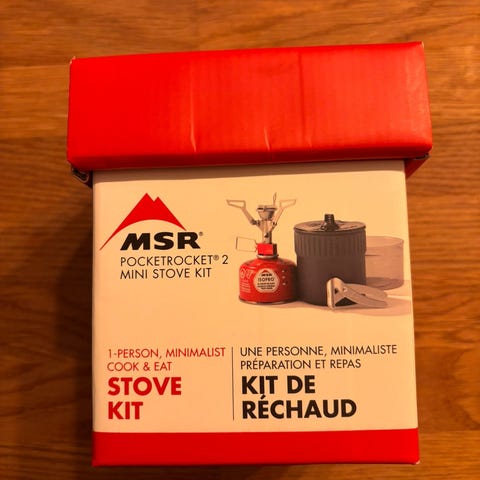 MSR®
POCKETROCKET® 2
MINI STOVE KIT
MSR
ISOPRO
1-PERSON, MINIMALIST
COOK & EAT
STOVE
KIT
UNE PERSONNE, MINIMALISTE
PRÉPARATION ET REPAS
KIT DE
RÉCHAUD